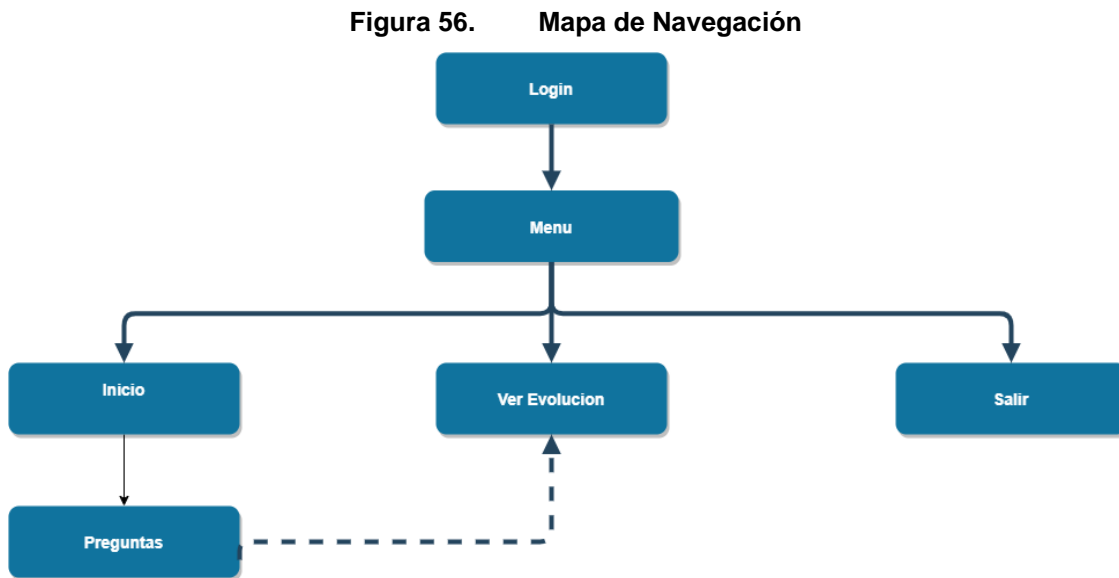 Figura 56. Mapa de Navegación
Login
Menu
Inicio
Ver Evolucion
Salir
Preguntas